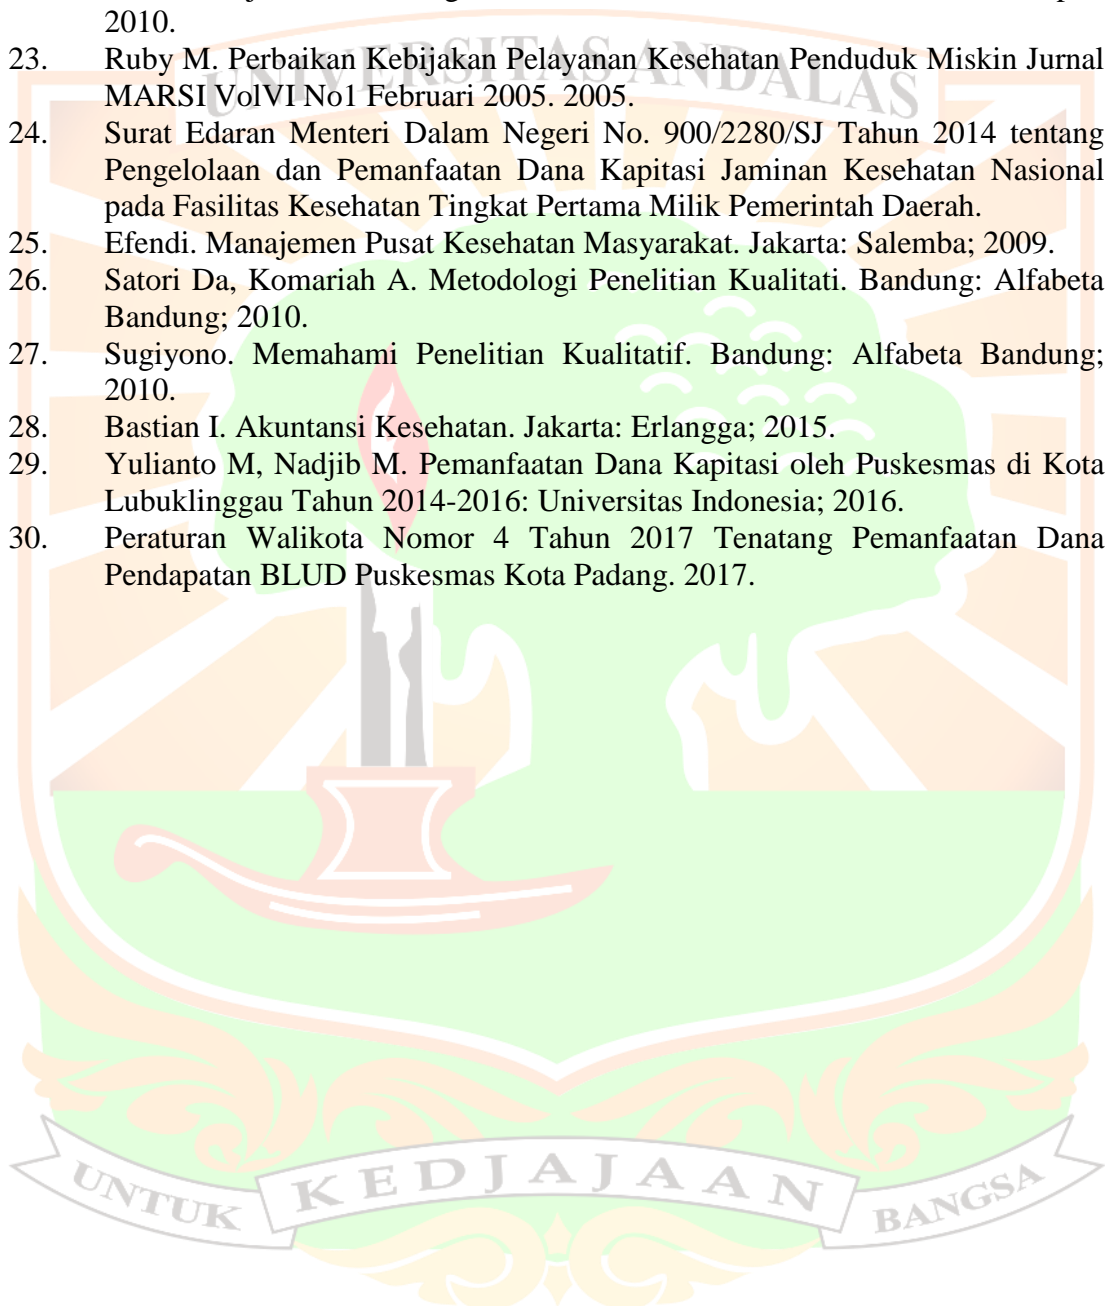 2010.
UNIVERSITAS ANDALAS
23. Ruby M. Perbaikan Kebijakan Pelayanan Kesehatan Penduduk Miskin Jurnal
MARSI VolVI No1 Februari 2005. 2005.
24. Surat Edaran Menteri Dalam Negeri No. 900/2280/SJ Tahun 2014 tentang
Pengelolaan dan Pemanfaatan Dana Kapitasi Jaminan Kesehatan Nasional
pada Fasilitas Kesehatan Tingkat Pertama Milik Pemerintah Daerah.
25. Efendi. Manajemen Pusat Kesehatan Masyarakat. Jakarta: Salemba; 2009.
26. Satori Da, Komariah A. Metodologi Penelitian Kualitati. Bandung: Alfabeta
Bandung; 2010.
27. Sugiyono. Memahami Penelitian Kualitatif. Bandung: Alfabeta Bandung;
2010.
28. Bastian I. Akuntansi Kesehatan. Jakarta: Erlangga; 2015.
29. Yulianto M, Nadjib M. Pemanfaatan Dana Kapitasi oleh Puskesmas di Kota
Lubuklinggau Tahun 2014-2016: Universitas Indonesia; 2016.
30. Peraturan Walikota Nomor 4 Tahun 2017 Tenatang Pemanfaatan Dana
Pendapatan BLUD Puskesmas Kota Padang. 2017.
UNTUK KEDJAJAAN BANGSA